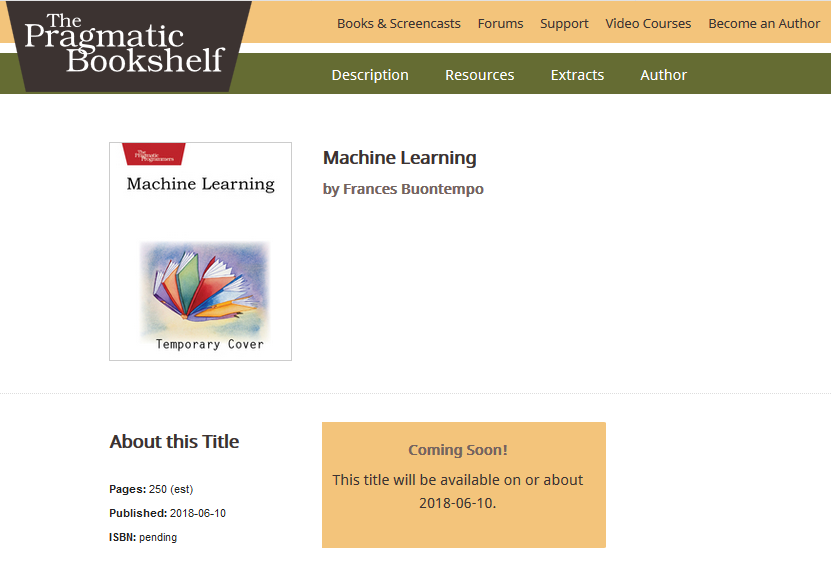 The
Pragmatic
Bookshelf
Books & Screencasts Forums Support Video Courses Become an Author
Description Resources Extracts Author
The
Pragmatic
Programmers
Machine Learning
Temporary Cover
Machine Learning
by Frances Buontempo
About this Title
Pages: 250 (est)
Published: 2018-06-10
ISBN: pending
Coming Soon!
This title will be available on or about
2018-06-10.